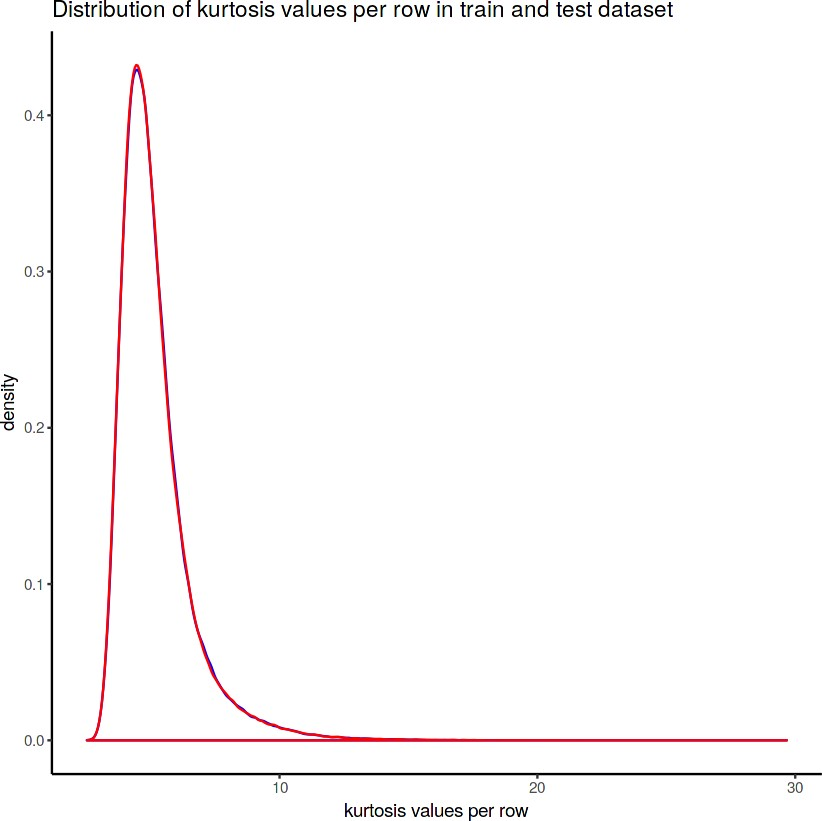 Distribution of kurtosis values per row in train and test dataset
density
0.4
0.3
0.2
0.1
0.0
10
20
30
kurtosis values per row